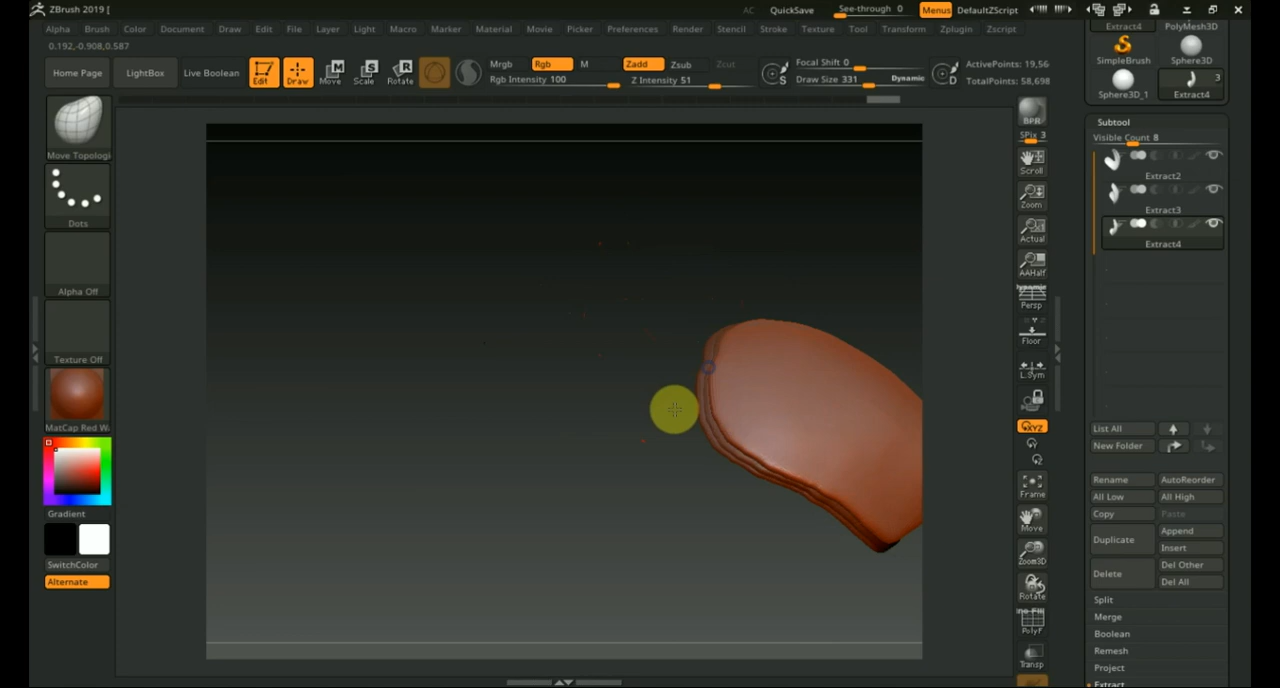 ZBrush 2019 [
AC QuickSave See-through 0 Menus DefaultZScript
Alpha Brush Color Document Draw Edit File Layer Light Macro Marker Material Movie Picker Preferences Render Stencil Stroke Texture Tool Transform Zplugin Zscript
0.192,-0.908,0.587
Home Page LightBox Live Boolean Edit Draw Move Scale Rotate
Mrgb Rgb M Zadd Zsub Zcut
Rgb Intensity 100 Z Intensity 51
Focal Shift 0
Draw Size 331 Dynamic
ActivePoints: 19,56
TotalPoints: 58,698
Move Topologi
Dots
Alpha Off
Texture Off
MatCap Red W
Gradient
SwitchColor
Alternate
BPR
SPix 3
Scroll
Zoom
Actual
AAHalf
Persp
Floor
L.Sym
XYZ
Frame
Move
Zoom3D
Rotate
PolyF
Transp
Extract4 PolyMesh3D
SimpleBrush Sphere3D
3
Sphere3D_1 Extract4
Subtool
Visible Count 8
Extract2
Extract3
Extract4
List All
New Folder
Rename AutoReorder
All Low All High
Copy Paste
Duplicate Append
Insert
Delete Del Other
Del All
Split
Merge
Boolean
Remesh
Project
Extract